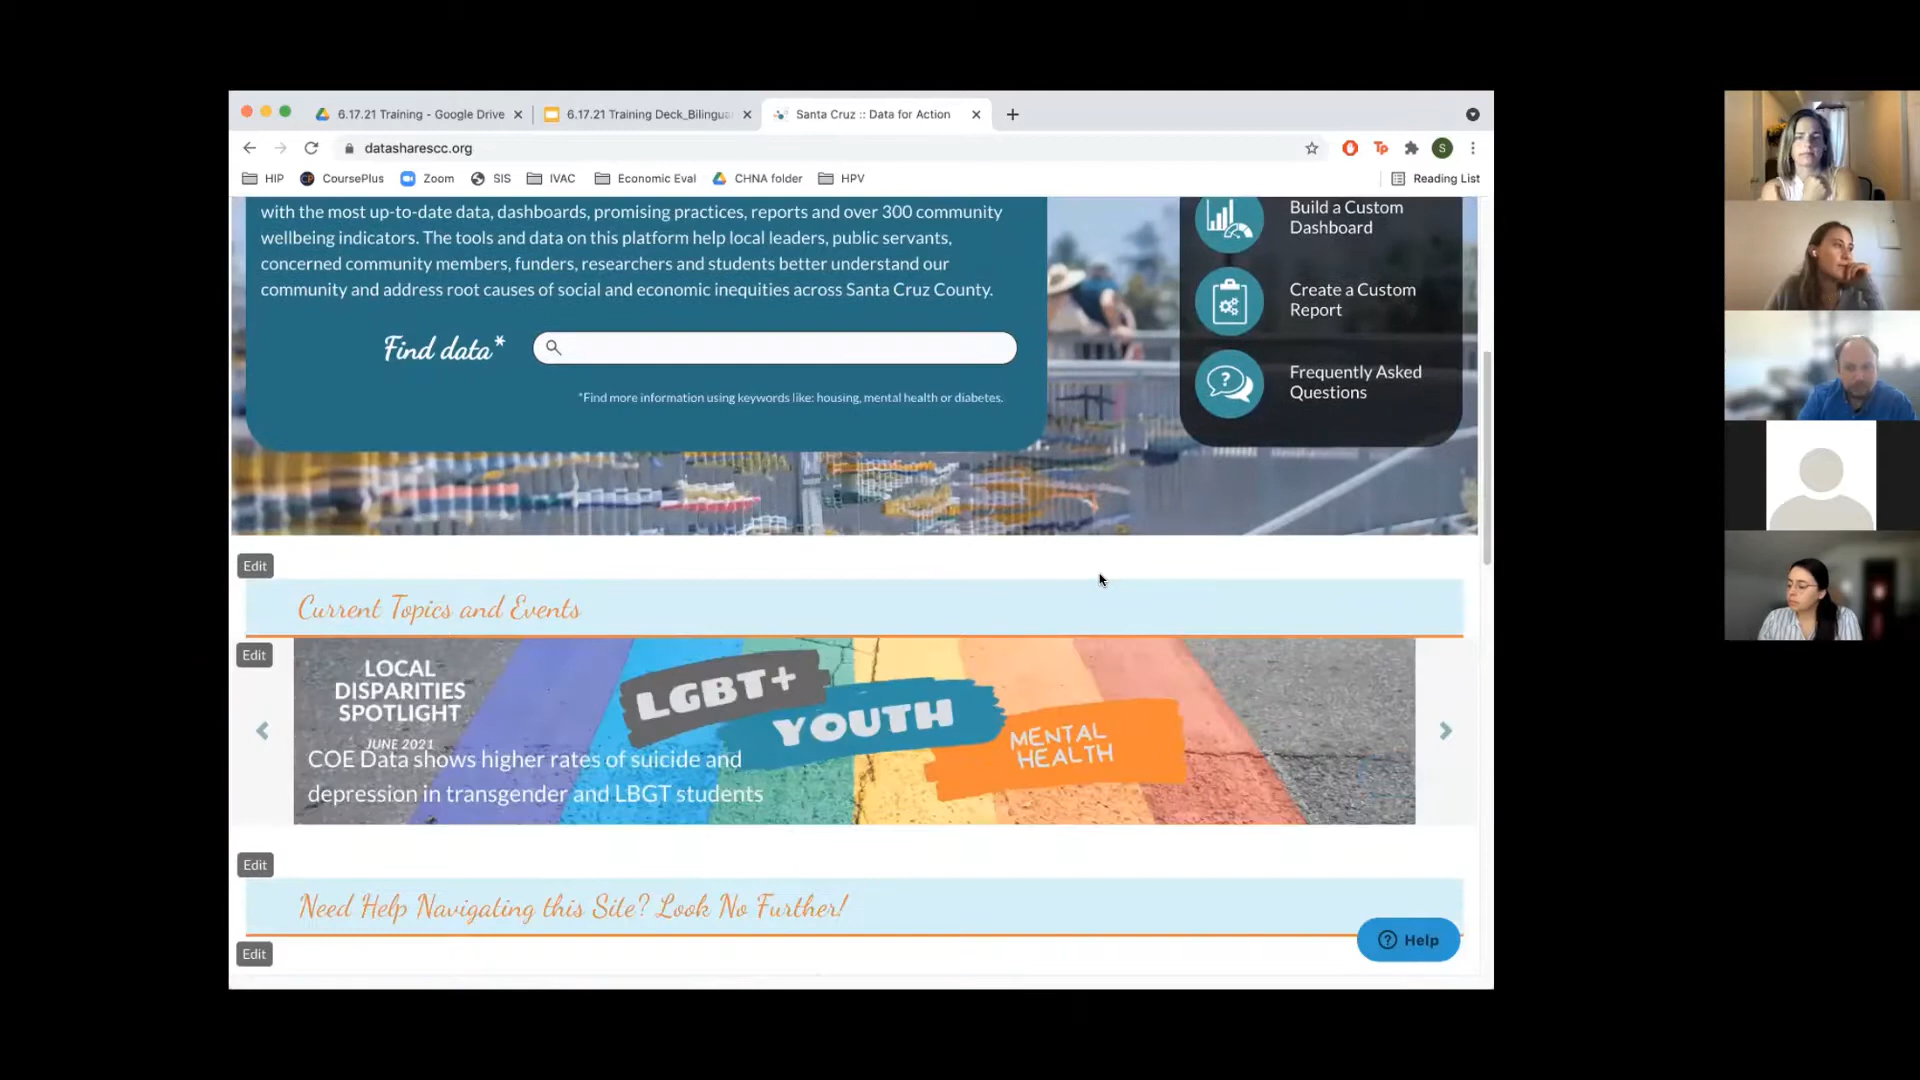 6.17.21 Training - Google Drive
6.17.21 Training Deck_Bilingua
Santa Cruz :: Data for Action
datasharescc.org
Tp
S
HIP
CP
CoursePlus
Zoom
SIS
IVAC
Economic Eval
CHNA folder
HPV
Reading List
with the most up-to-date data, dashboards, promising practices, reports and over 300 community
wellbeing indicators. The tools and data on this platform help local leaders, public servants,
concerned community members, funders, researchers and students better understand our
community and address root causes of social and economic inequities across Santa Cruz County.
Find data*
*Find more information using keywords like: housing, mental health or diabetes.
Build a Custom
Dashboard
Create a Custom
Report
Frequently Asked
Questions
Edit
Current Topics and Events
Edit
LOCAL
DISPARITIES
SPOTLIGHT
JUNE 2021
COE Data shows higher rates of suicide and
depression in transgender and LBGT students
LGBT+
YOUTH
MENTAL
HEALTH
Edit
Need Help Navigating this Site? Look No Further!
Edit
Help